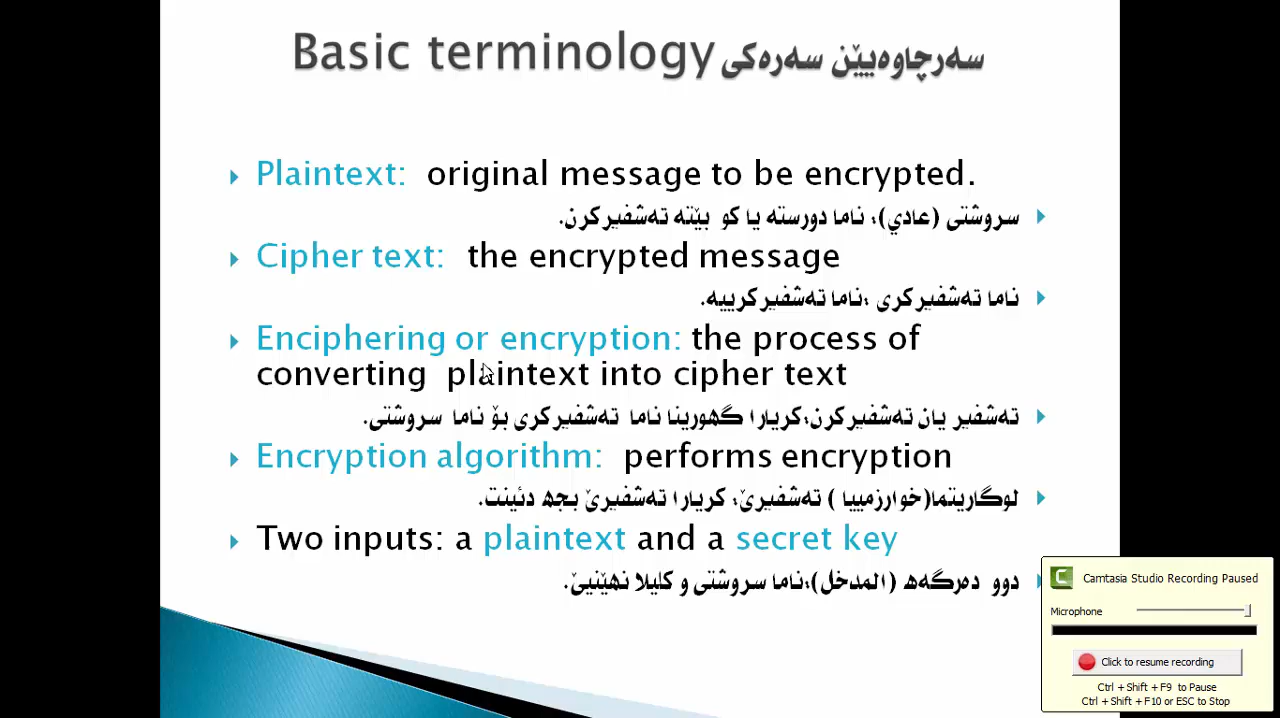 Basic terminology سەرچاوەیێن سەرەکی
Plaintext: original message to be encrypted.
سروشتی (عادي)، ناما دورستە یا کو بێتە تەشفیرکرن.
Cipher text: the encrypted message
ناما تەشفیرکری ،ناما تەشفیرکرییە.
Enciphering or encryption: the process of
converting plaintext into cipher text
تەشفیر یان تەشفیرکرن،کریارا گھورینا ناما تەشفیرکری بۆ ناما سروشتی.
Encryption algorithm: performs encryption
لوگاریتما(خوارزمییا ) تەشفیرێ، کریارا تەشفیرێ بجھ دئینت.
Two inputs: a plaintext and a secret key
دوو دەرگەھ (المدخل)،ناما سروشتی و کلیلا نھێنیێ.
Camtasia Studio Recording Paused
Microphone
Click to resume recording
Ctrl + Shift + F9 to Pause
Ctrl + Shift + F10 or ESC to Stop